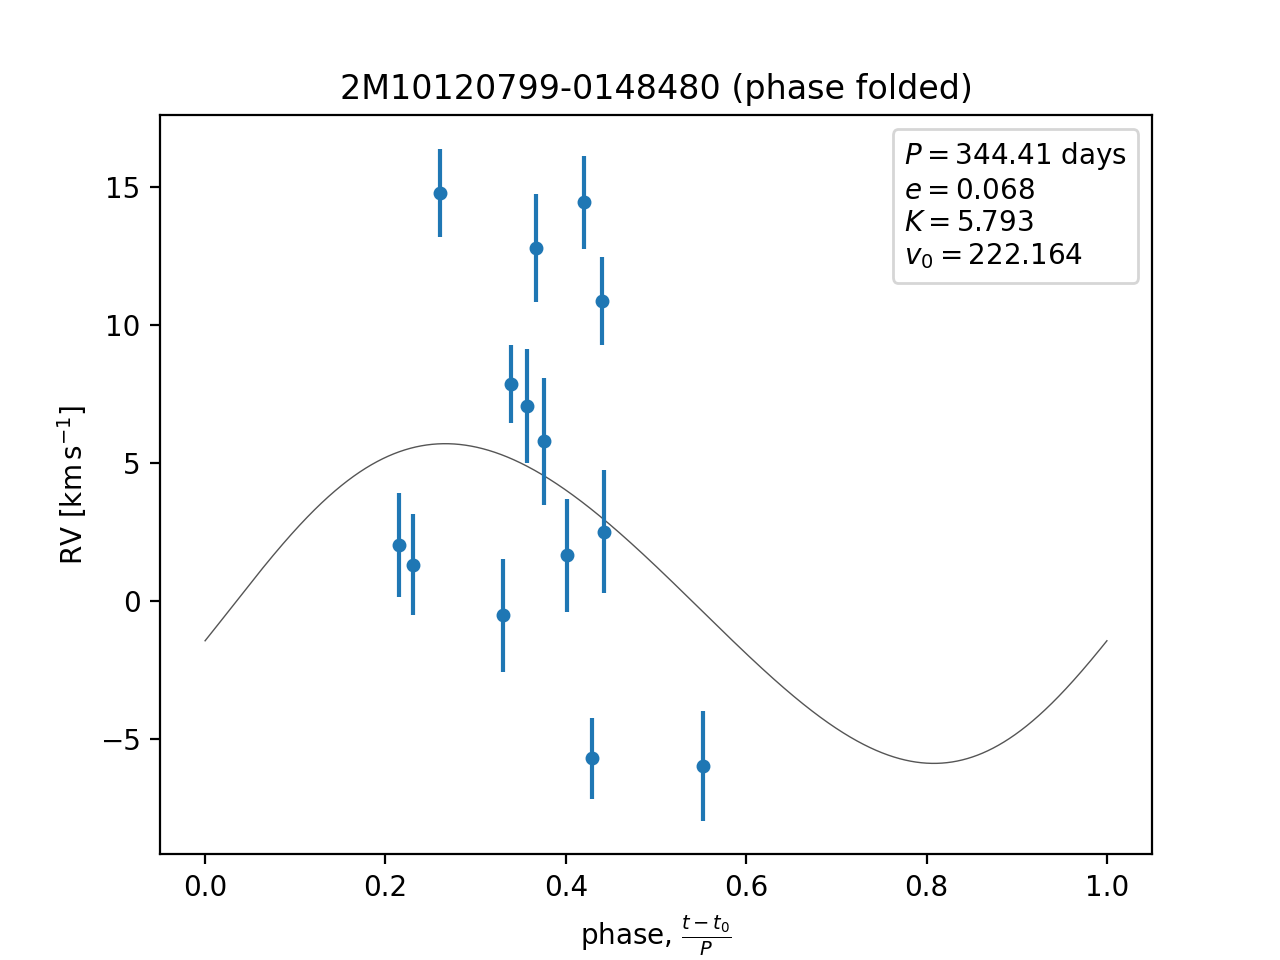 2M10120799-0148480 (phase folded)
P = 344.41 days
e = 0.068
K = 5.793
v₀ = 222.164
15
10
5
0
−5
RV [km s⁻¹]
0.0 0.2 0.4 0.6 0.8 1.0
phase, (t − t₀)/P